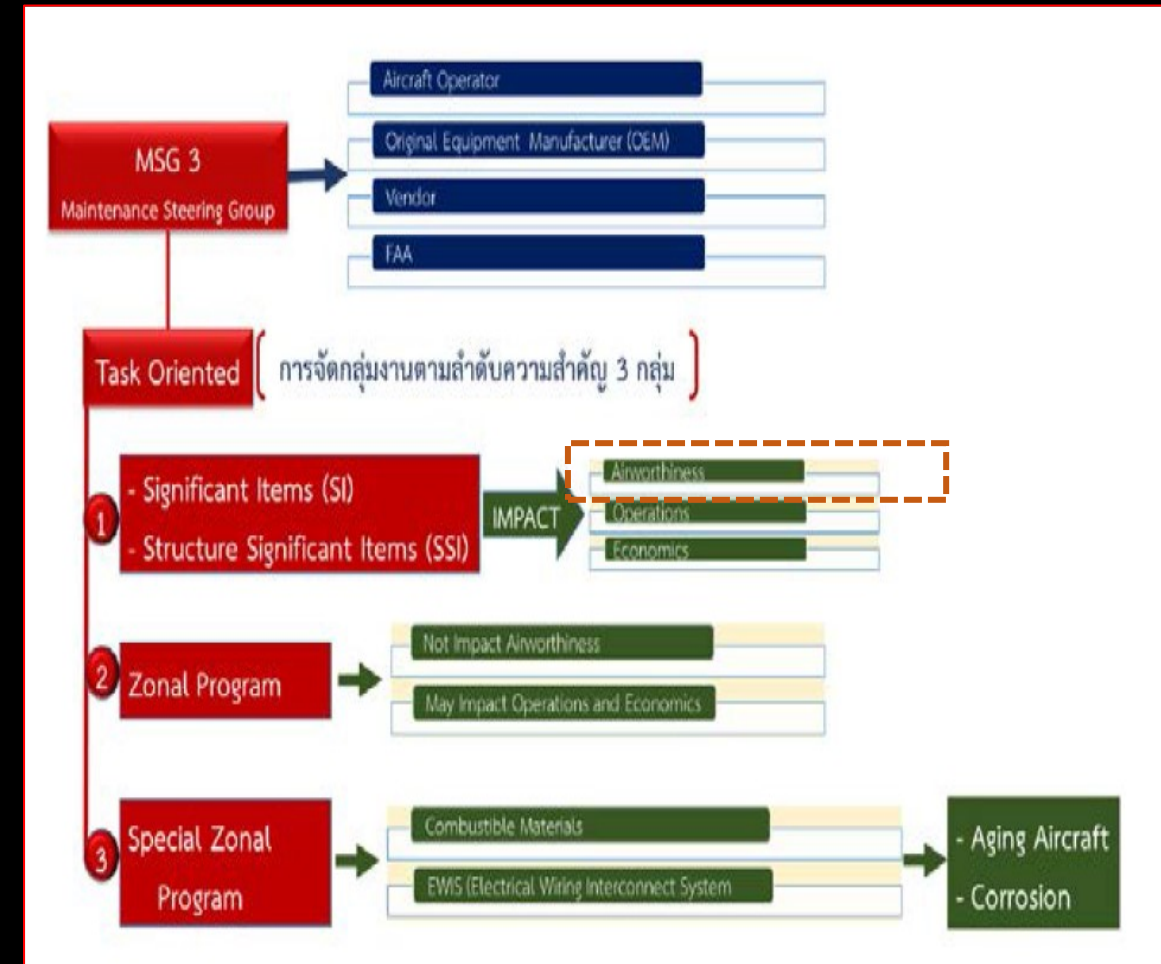 MSG 3
Maintenance Steering Group
Aircraft Operator
Original Equipment Manufacturer (OEM)
Vendor
FAA
Task Oriented
การจัดกลุ่มงานตามลำดับความสำคัญ 3 กลุ่ม
1
- Significant Items (SI)
- Structure Significant Items (SSI)
IMPACT
Airworthiness
Operations
Economics
2
Zonal Program
Not Impact Airworthiness
May Impact Operations and Economics
3
Special Zonal
Program
Combustible Materials
EWIS (Electrical Wiring Interconnect System
- Aging Aircraft
- Corrosion